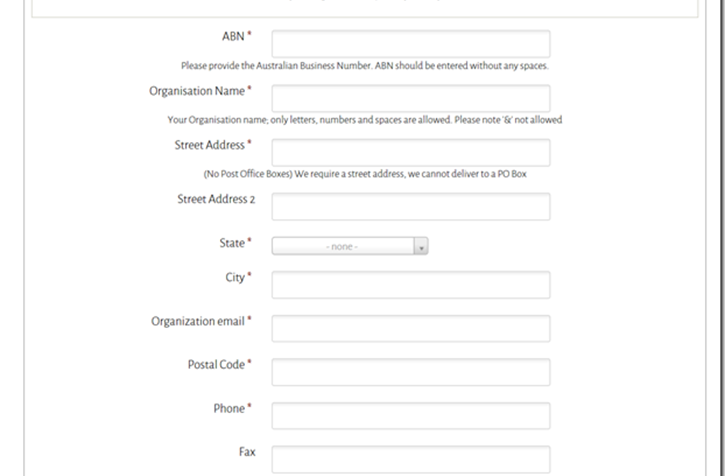 ABN *
Please provide the Australian Business Number. ABN should be entered without any spaces.
Organisation Name *
Your Organisation name; only letters, numbers and spaces are allowed. Please note '&' not allowed
Street Address *
(No Post Office Boxes) We require a street address, we cannot deliver to a PO Box
Street Address 2
State *
- none -
City *
Organization email *
Postal Code *
Phone *
Fax